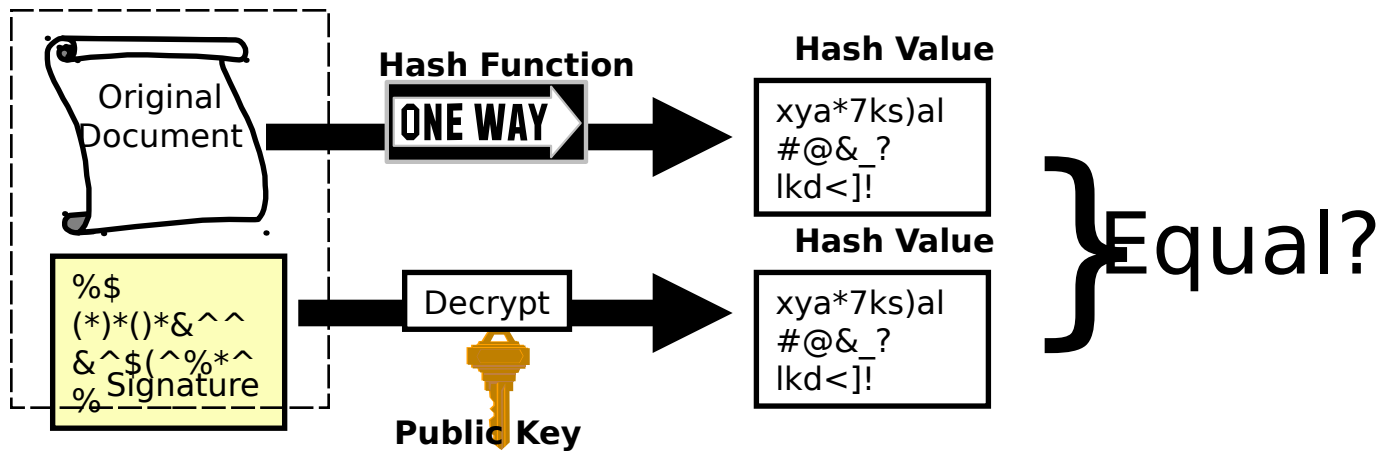 Original
Document
Hash Function
ONE WAY
Hash Value
xya*7ks)al
#@&_?
lkd<]!
%$
(*)*()*&^^
&^$(^%*^
%
Signature
Decrypt
Public Key
Hash Value
xya*7ks)al
#@&_?
lkd<]!
}
Equal?